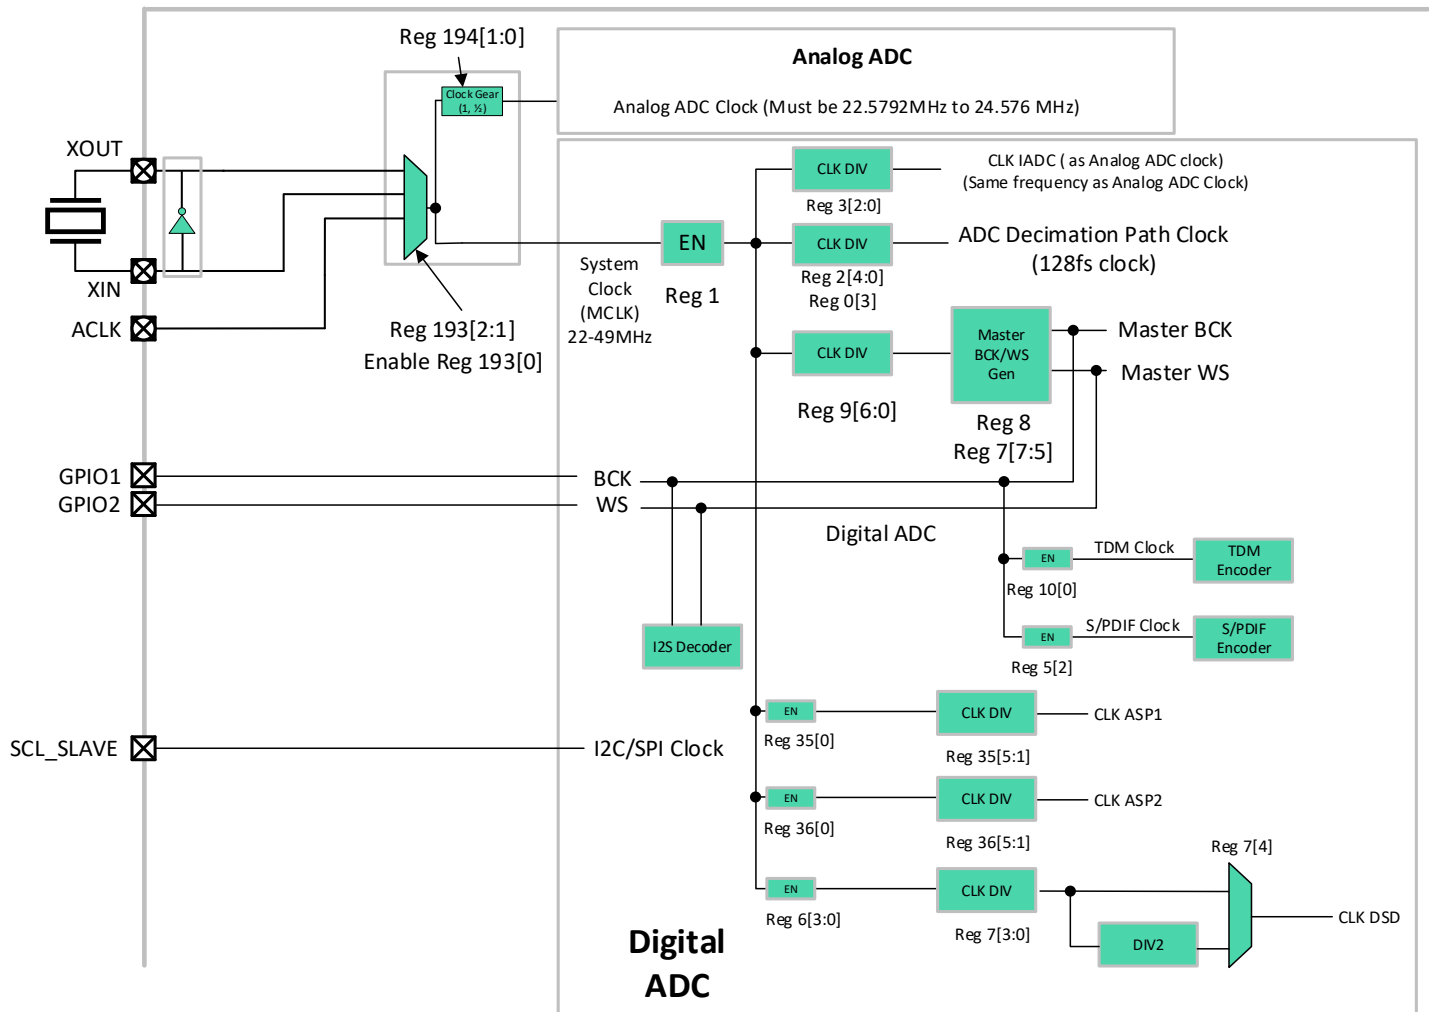 Reg 194[1:0]
Analog ADC
Clock Gear
(1, ½)
Analog ADC Clock (Must be 22.5792MHz to 24.576 MHz)
XOUT
CLK DIV
CLK IADC ( as Analog ADC clock)
(Same frequency as Analog ADC Clock)
Reg 3[2:0]
EN
CLK DIV
ADC Decimation Path Clock
(128fs clock)
XIN
System
Clock
(MCLK)
22-49MHz
Reg 1
Reg 2[4:0]
Reg 0[3]
ACLK
Reg 193[2:1]
Enable Reg 193[0]
CLK DIV
Master
BCK/WS
Gen
Master BCK
Master WS
Reg 9[6:0]
Reg 8
Reg 7[7:5]
GPIO1
BCK
GPIO2
WS
Digital ADC
EN
TDM Clock
TDM
Encoder
Reg 10[0]
I2S Decoder
EN
S/PDIF Clock
S/PDIF
Encoder
Reg 5[2]
EN
CLK DIV
CLK ASP1
Reg 35[0]
Reg 35[5:1]
SCL_SLAVE
I2C/SPI Clock
EN
CLK DIV
CLK ASP2
Reg 36[0]
Reg 36[5:1]
Reg 7[4]
EN
CLK DIV
Reg 6[3:0]
Reg 7[3:0]
CLK DSD
DIV2
Digital
ADC